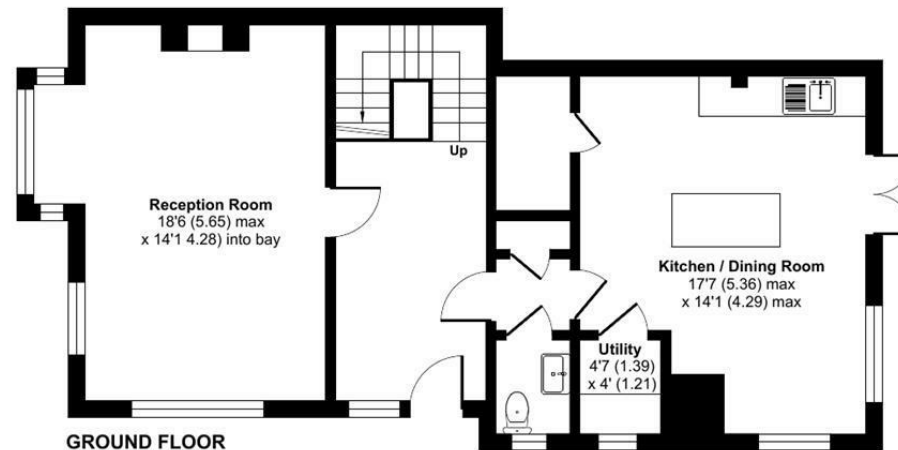 Reception Room
18'6 (5.65) max
x 14'1 4.28) into bay
Up
Kitchen / Dining Room
17'7 (5.36) max
x 14'1 (4.29) max
Utility
4'7 (1.39)
x 4' (1.21)
GROUND FLOOR